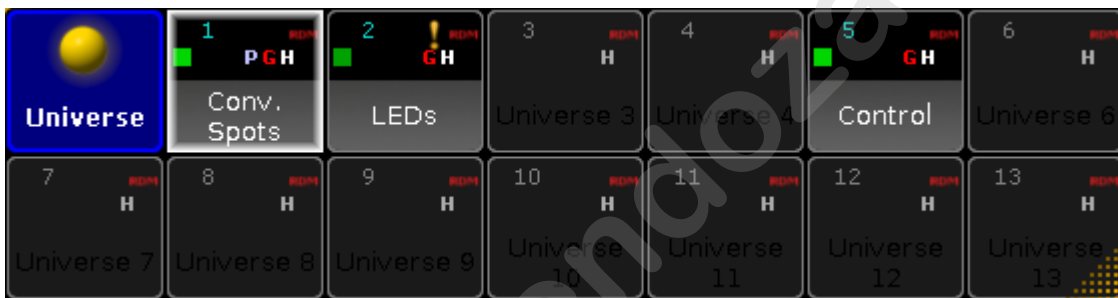 Universe
1 RDM
P G H
Conv.
Spots
2 ! RDM
G H
LEDs
3 RDM
H
Universe 3
4 RDM
H
Universe 4
5 RDM
G H
Control
6 RDM
H
Universe 6
7 RDM
H
Universe 7
8 RDM
H
Universe 8
9 RDM
H
Universe 9
10 RDM
H
Universe
10
11 RDM
H
Universe
11
12 RDM
H
Universe
12
13 RDM
H
Universe
13